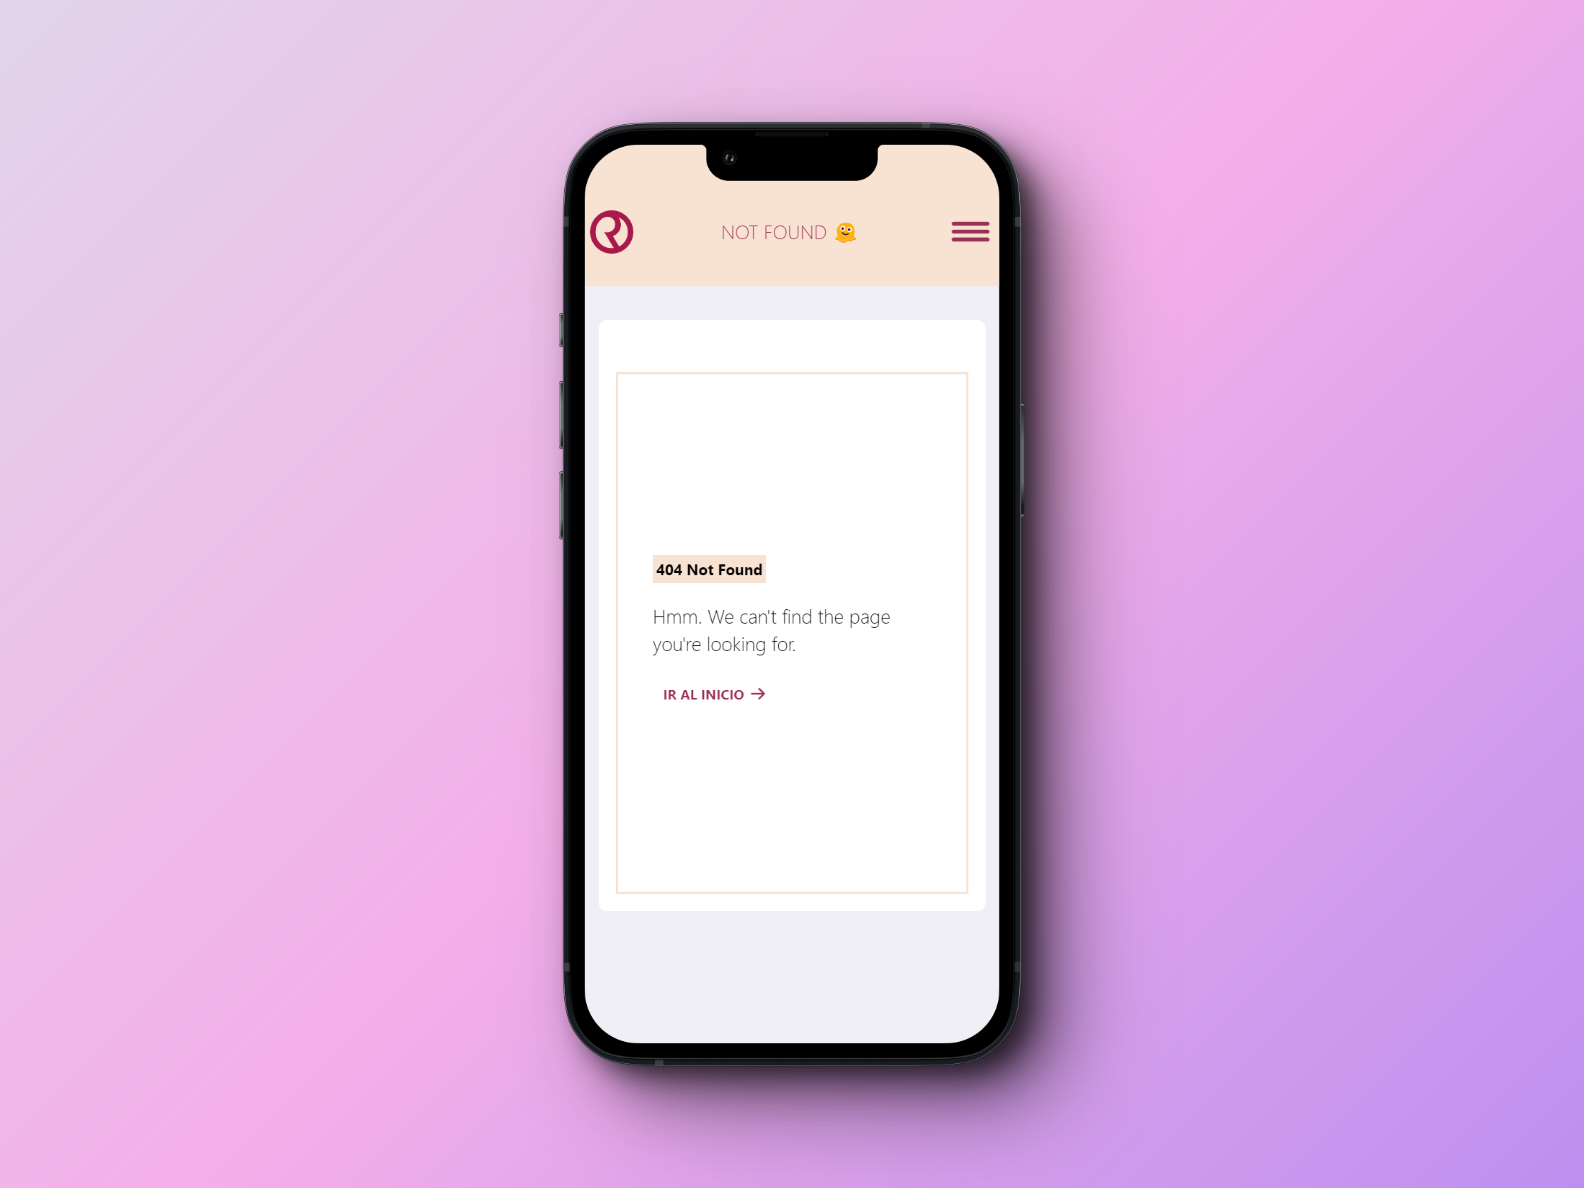 NOT FOUND 🫠
404 Not Found
Hmm. We can't find the page
you're looking for.
IR AL INICIO →